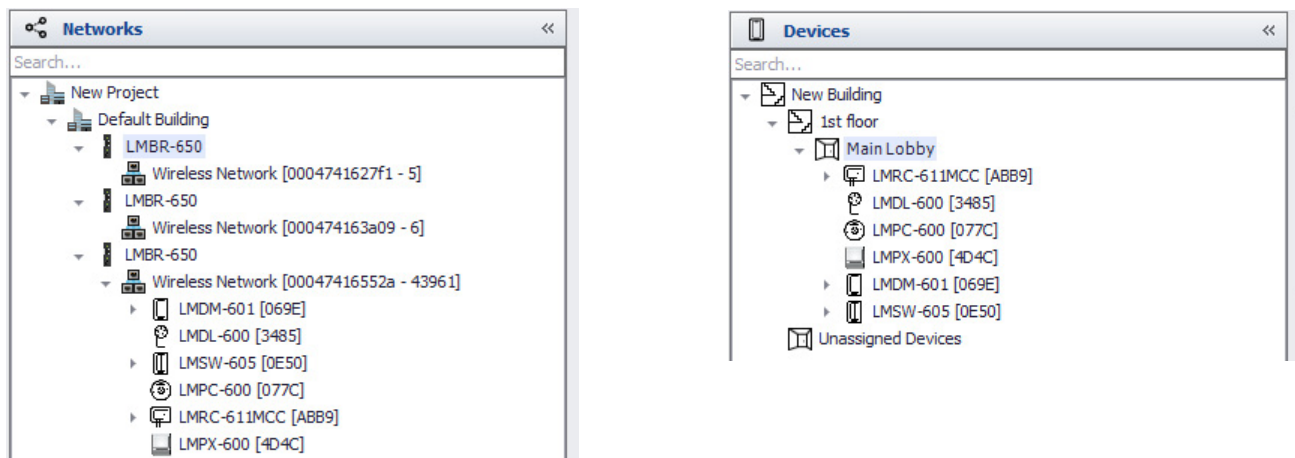 Networks
Search...
New Project
Default Building
LMBR-650
Wireless Network [0004741627f1 - 5]
LMBR-650
Wireless Network [000474163a09 - 6]
LMBR-650
Wireless Network [00047416552a - 43961]
LMDM-601 [069E]
LMDL-600 [3485]
LMSW-605 [0E50]
LMPC-600 [077C]
LMRC-611MCC [ABB9]
LMPX-600 [4D4C]
Devices
Search...
New Building
1st floor
Main Lobby
LMRC-611MCC [ABB9]
LMDL-600 [3485]
LMPC-600 [077C]
LMPX-600 [4D4C]
LMDM-601 [069E]
LMSW-605 [0E50]
Unassigned Devices